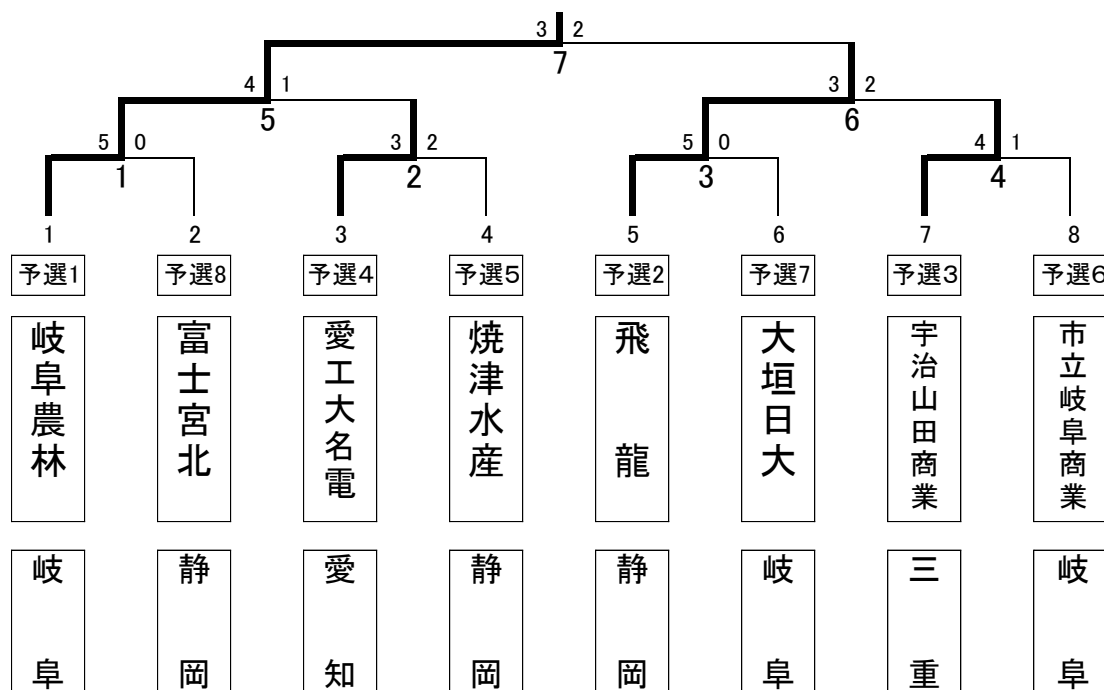 3 2
7
4 1
3 2
5
6
5 0
3 2
5 0
4 1
1
2
3
4
1 2 3 4 5 6 7 8
予選1 予選8 予選4 予選5 予選2 予選7 予選3 予選6
岐阜農林
富士宮北
愛工大名電
焼津水産
飛龍
大垣日大
宇治山田商業
市立岐阜商業
岐阜
静岡
愛知
静岡
静岡
岐阜
三重
岐阜